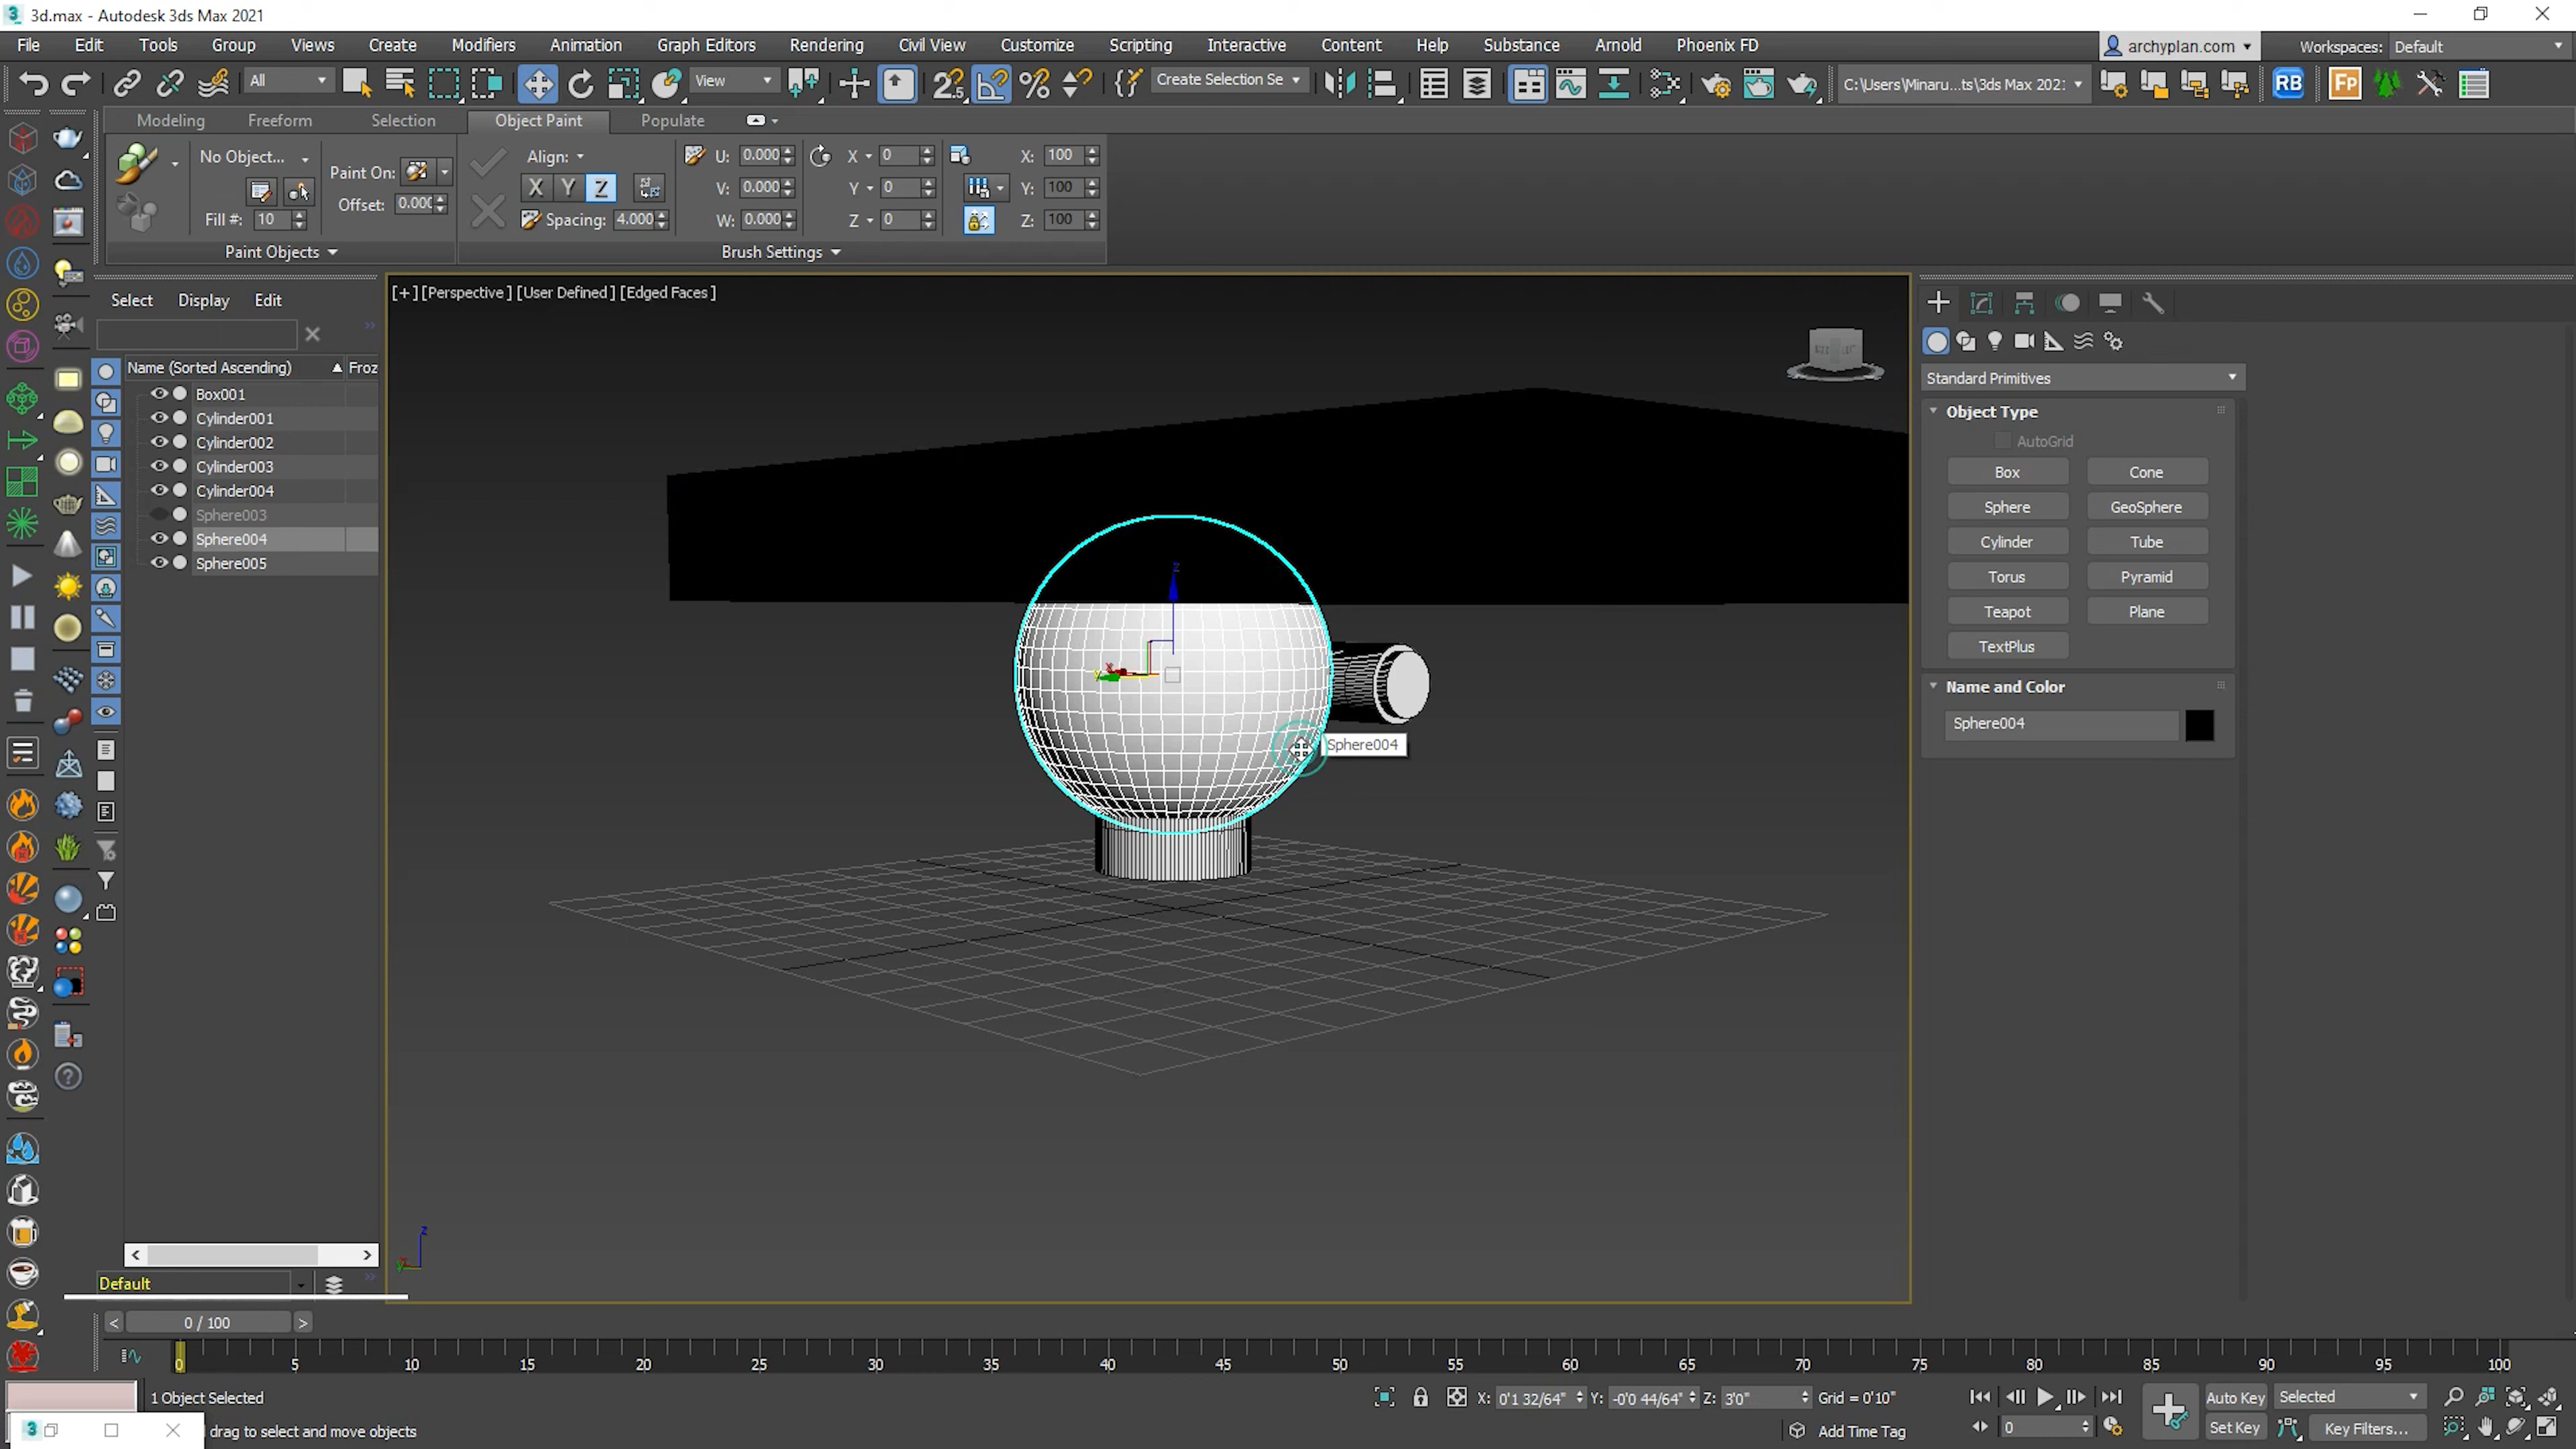 3d.max - Autodesk 3ds Max 2021
File Edit Tools Group Views Create Modifiers Animation Graph Editors Rendering Civil View Customize Scripting Interactive Content Help Substance Arnold Phoenix FD archyplan.com Workspaces: Default
All View Create Selection Se C:\Users\Minaru...ts\3ds Max 202: RB FP
Modeling Freeform Selection Object Paint Populate
No Object... Paint On: Align: U: 0.000 X 0 X: 100
X Y Z V: 0.000 Y 0 Y: 100
Fill #: 10 Offset: 0.000 Spacing: 4.000 W: 0.000 Z 0 Z: 100
Paint Objects Brush Settings
Select Display Edit
[+] [Perspective] [User Defined] [Edged Faces]
Name (Sorted Ascending) Froz
Box001
Cylinder001
Cylinder002
Cylinder003
Cylinder004
Sphere003
Sphere004
Sphere005
Sphere004
Standard Primitives
Object Type
AutoGrid
Box Cone
Sphere GeoSphere
Cylinder Tube
Torus Pyramid
Teapot Plane
TextPlus
Name and Color
Sphere004
Default
0 / 100
0 5 10 15 20 25 30 35 40 45 50 55 60 65 70 75 80 85 90 95 100
1 Object Selected X: 0'1 32/64" Y: -0'0 44/64" Z: 3'0" Grid = 0'10" Auto Key Selected
drag to select and move objects Add Time Tag 0 Set Key Key Filters...